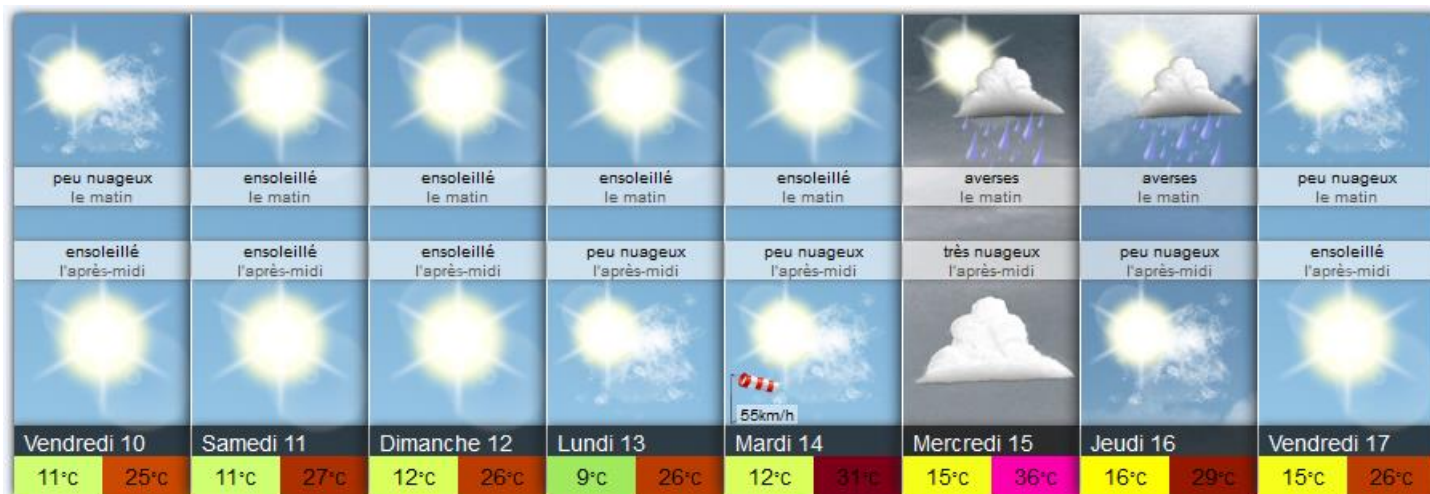 peu nuageux
le matin
ensoleillé
l'après-midi
Vendredi 10
11°C 25°C
ensoleillé
le matin
ensoleillé
l'après-midi
Samedi 11
11°C 27°C
ensoleillé
le matin
ensoleillé
l'après-midi
Dimanche 12
12°C 26°C
ensoleillé
le matin
peu nuageux
l'après-midi
Lundi 13
9°C 26°C
ensoleillé
le matin
peu nuageux
l'après-midi
55km/h
Mardi 14
12°C 31°C
averses
le matin
très nuageux
l'après-midi
Mercredi 15
15°C 36°C
averses
le matin
peu nuageux
l'après-midi
Jeudi 16
16°C 29°C
peu nuageux
le matin
ensoleillé
l'après-midi
Vendredi 17
15°C 26°C